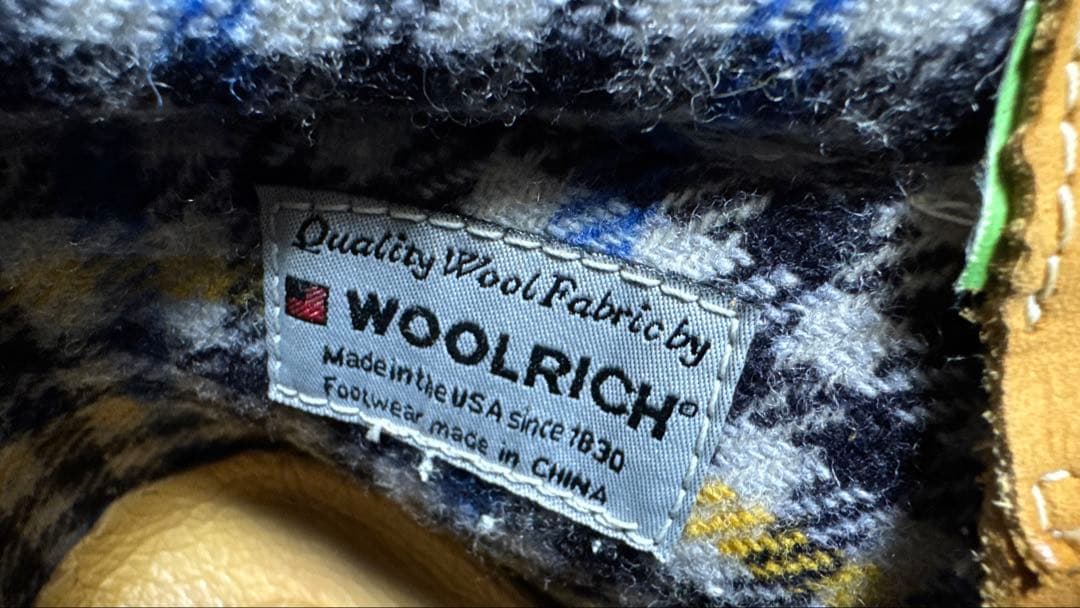 Quality Wool Fabric by
WOOLRICH®
Made in the USA since 1830
Footwear made in CHINA